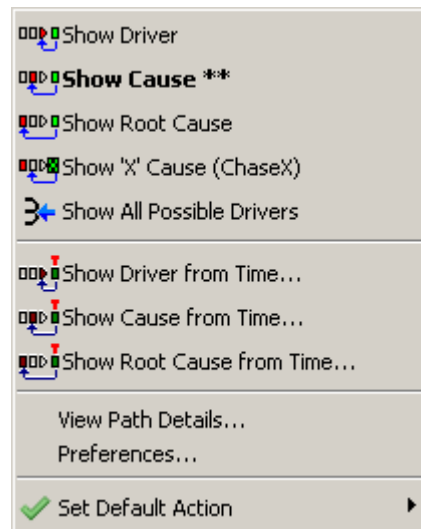 Show Driver
Show Cause **
Show Root Cause
Show 'X' Cause (ChaseX)
Show All Possible Drivers
Show Driver from Time...
Show Cause from Time...
Show Root Cause from Time...
View Path Details...
Preferences...
Set Default Action